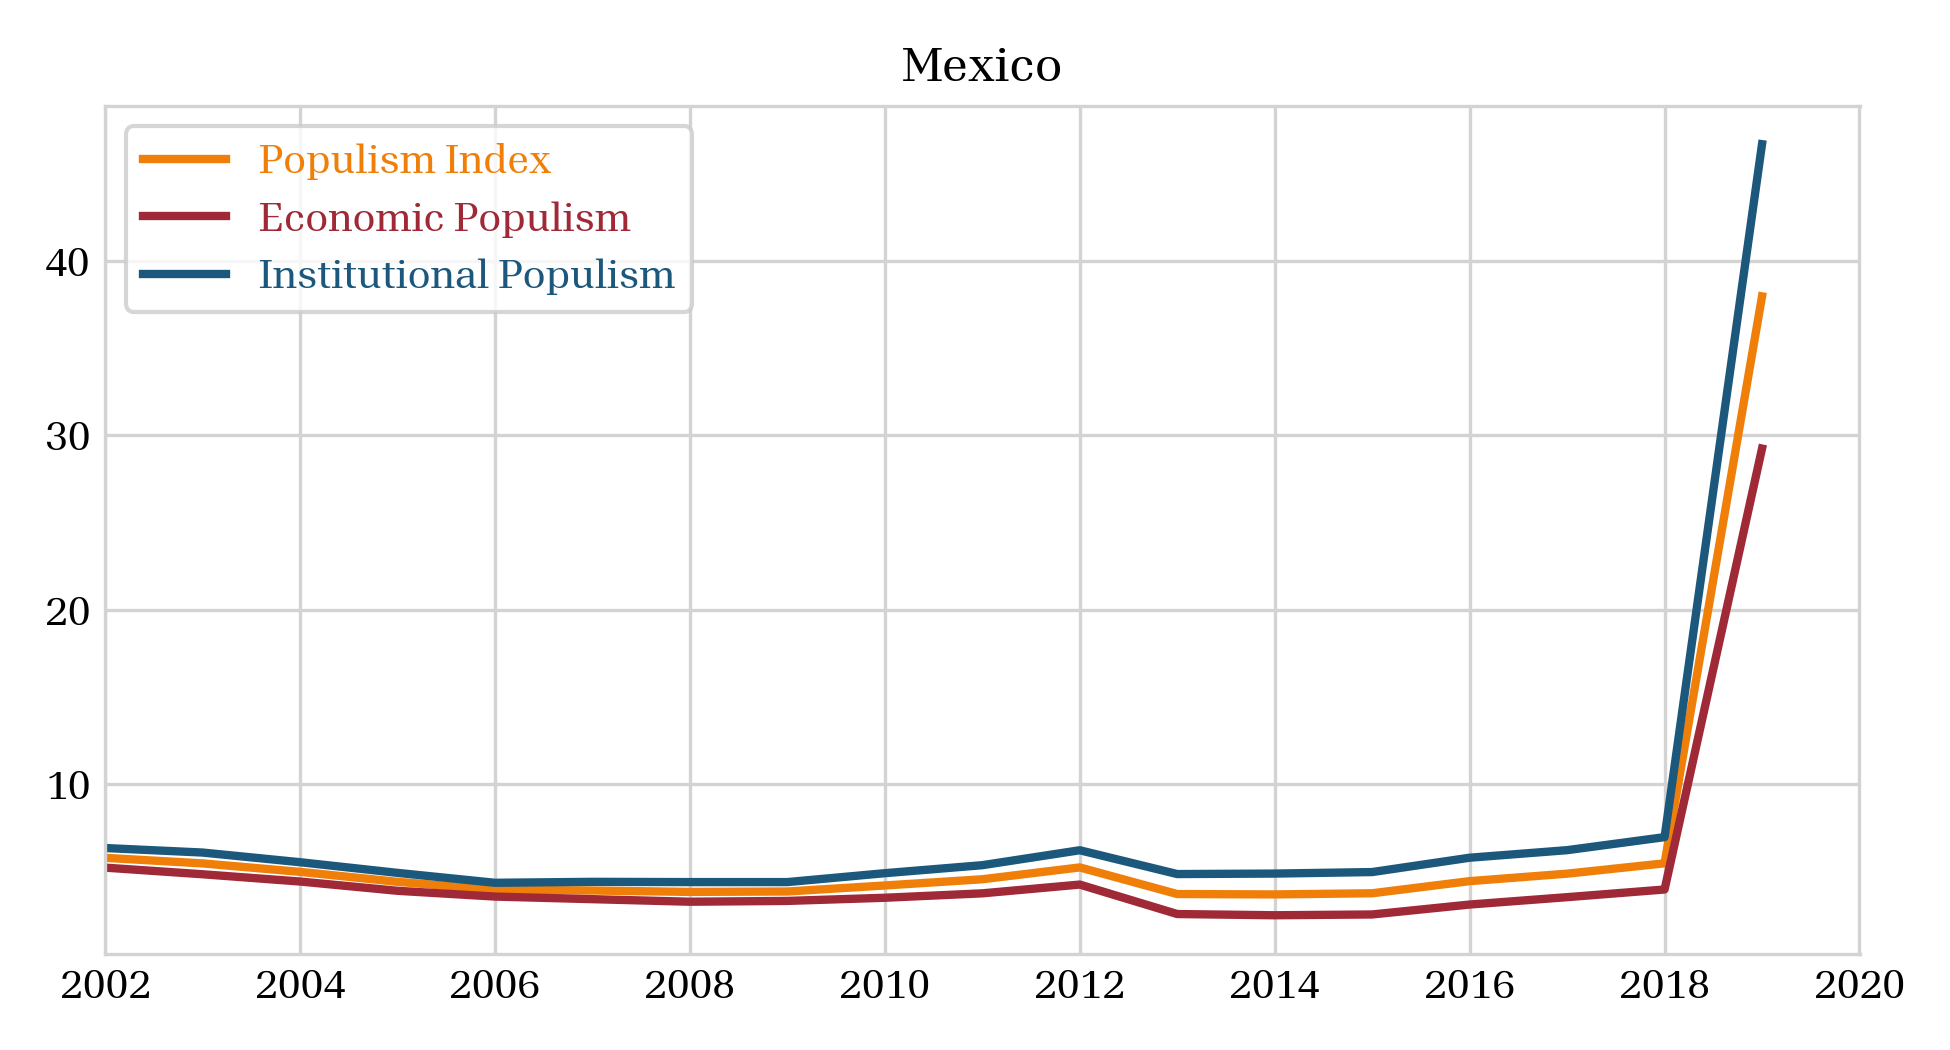 Mexico
Populism Index
Economic Populism
Institutional Populism
40
30
20
10
2002 2004 2006 2008 2010 2012 2014 2016 2018 2020